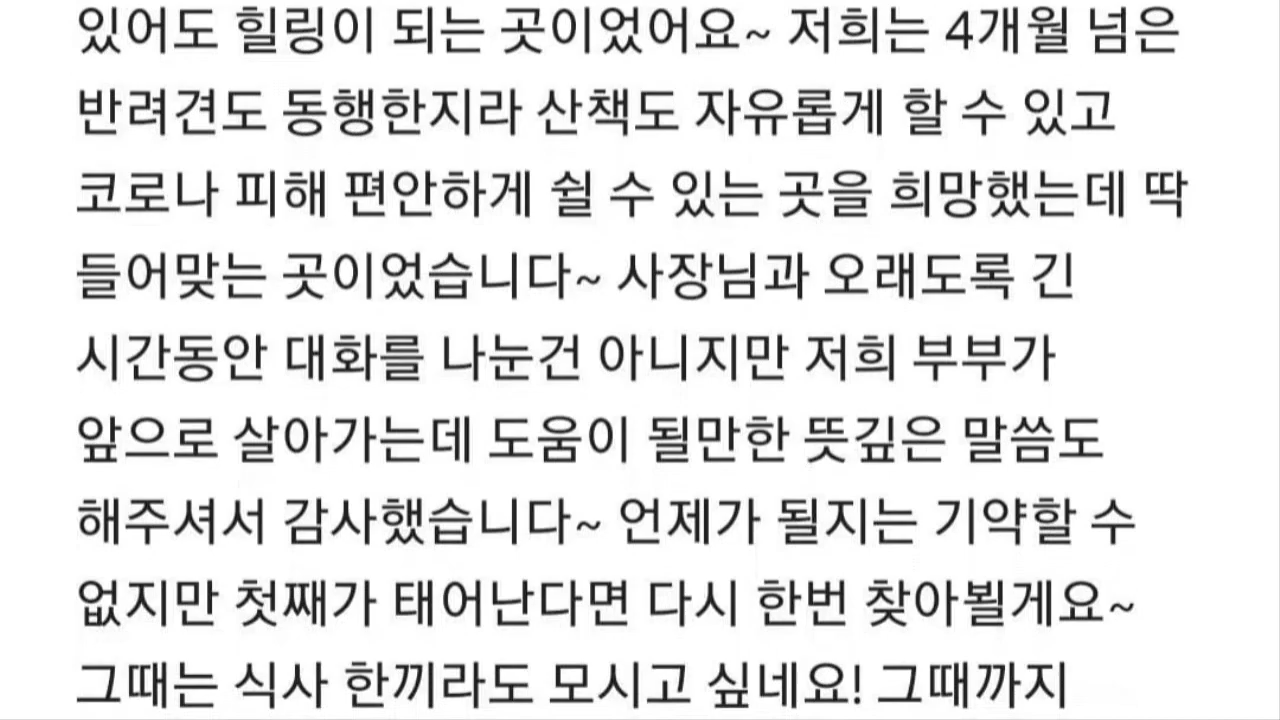 있어도 힐링이 되는 곳이었어요~ 저희는 4개월 넘은
반려견도 동행한지라 산책도 자유롭게 할 수 있고
코로나 피해 편안하게 쉴 수 있는 곳을 희망했는데 딱
들어맞는 곳이었습니다~ 사장님과 오래도록 긴
시간동안 대화를 나눈건 아니지만 저희 부부가
앞으로 살아가는데 도움이 될만한 뜻깊은 말씀도
해주셔서 감사했습니다~ 언제가 될지는 기약할 수
없지만 첫째가 태어난다면 다시 한번 찾아뵐게요~
그때는 식사 한끼라도 모시고 싶네요! 그때까지